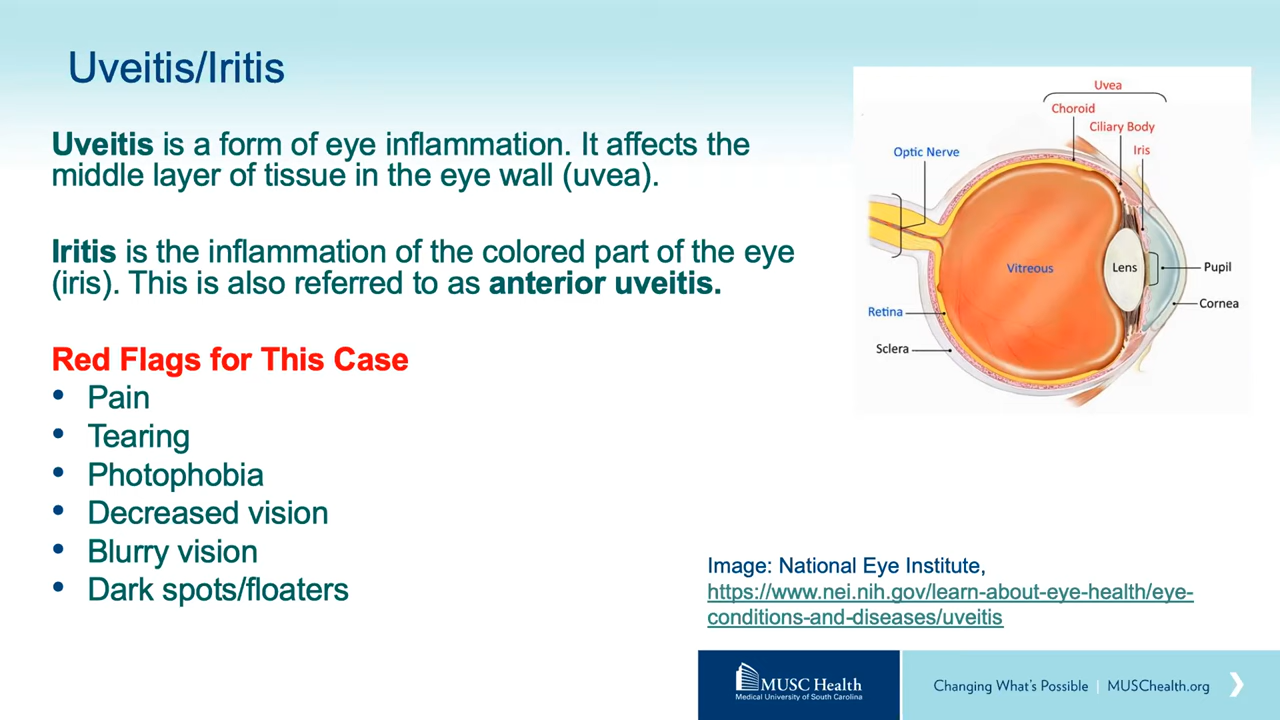 Uveitis/Iritis
Uveitis is a form of eye inflammation. It affects the
middle layer of tissue in the eye wall (uvea).
Iritis is the inflammation of the colored part of the eye
(iris). This is also referred to as anterior uveitis.
Red Flags for This Case
• Pain
• Tearing
• Photophobia
• Decreased vision
• Blurry vision
• Dark spots/floaters
Uvea
Choroid
Ciliary Body
Iris
Optic Nerve
Vitreous
Lens
Pupil
Cornea
Retina
Sclera
Image: National Eye Institute,
https://www.nei.nih.gov/learn-about-eye-health/eye-
conditions-and-diseases/uveitis
MUSC Health
Medical University of South Carolina
Changing What's Possible | MUSChealth.org